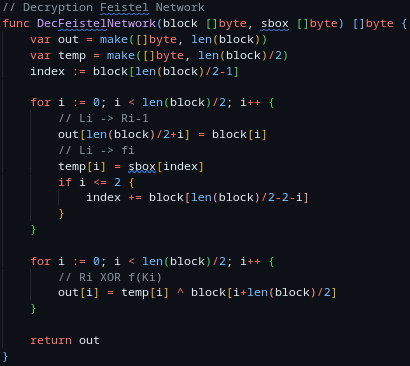 // Decryption Feistel Network
func DecFeistelNetwork(block []byte, sbox []byte) []byte {
    var out = make([]byte, len(block))
    var temp = make([]byte, len(block)/2)
    index := block[len(block)/2-1]

    for i := 0; i < len(block)/2; i++ {
        // Li -> Ri-1
        out[len(block)/2+i] = block[i]
        // Li -> fi
        temp[i] = sbox[index]
        if i <= 2 {
            index += block[len(block)/2-2-i]
        }
    }

    for i := 0; i < len(block)/2; i++ {
        // Ri XOR f(Ki)
        out[i] = temp[i] ^ block[i+len(block)/2]
    }

    return out
}